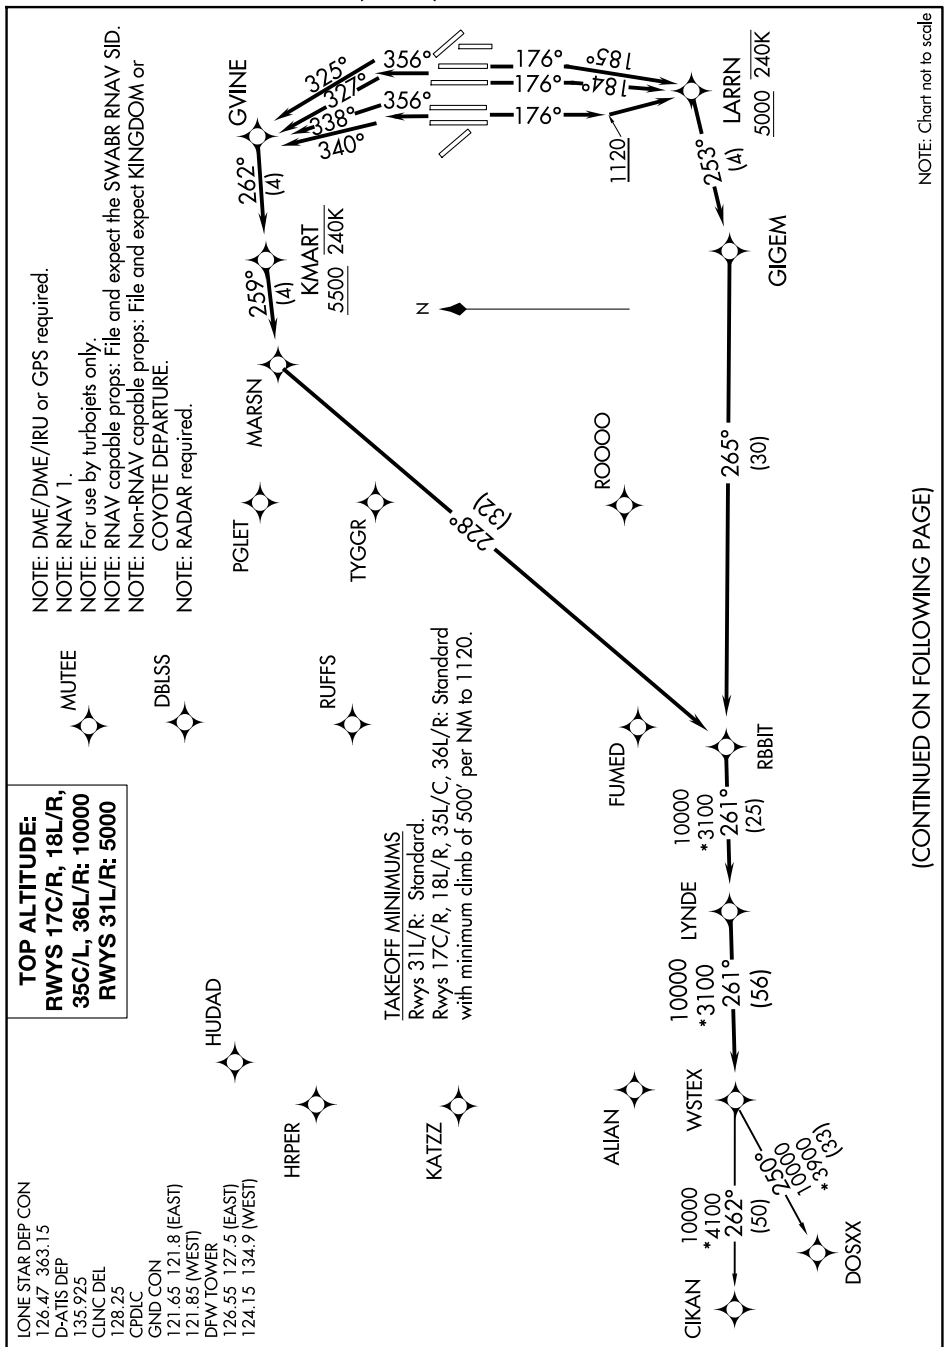 LONE STAR DEP CON
126.47 363.15
D-ATIS DEP
135.925
CLNC DEL
128.25
CPDLC
GND CON
121.65 121.8 (EAST)
121.85 (WEST)
DFW TOWER
126.55 127.5 (EAST)
124.15 134.9 (WEST)
TOP ALTITUDE:
RWYS 17C/R, 18L/R,
35C/L, 36L/R: 10000
RWYS 31L/R: 5000
NOTE: DME/DME/IRU or GPS required.
NOTE: RNAV 1.
NOTE: For use by turbojets only.
NOTE: RNAV capable props: File and expect the SWABR RNAV SID.
NOTE: Non-RNAV capable props: File and expect KINGDOM or
COYOTE DEPARTURE.
NOTE: RADAR required.
MUTEE
DBLSS
HUDAD
HRPER
RUFFS
PGLET
TYGGR
MARSN
259°
(4)
KMART
5500 240K
262°
(4)
GVINE
325°
327°
338°
340°
356°
356°
176°
176°
176°
185°
184°
1120
LARRN
5000 240K
253°
(4)
GIGEM
N
KATZZ
TAKEOFF MINIMUMS
Rwys 31L/R: Standard.
Rwys 17C/R, 18L/R, 35L/C, 36L/R: Standard
with minimum climb of 500' per NM to 1120.
228°
(32)
ROOOO
ALIAN
FUMED
265°
(30)
RBBIT
10000
*3100
261°
(25)
LYNDE
10000
*3100
261°
(56)
WSTEX
10000
*4100
262°
(50)
CIKAN
250°
10000
*3900
(33)
DOSXX
(CONTINUED ON FOLLOWING PAGE)
NOTE: Chart not to scale